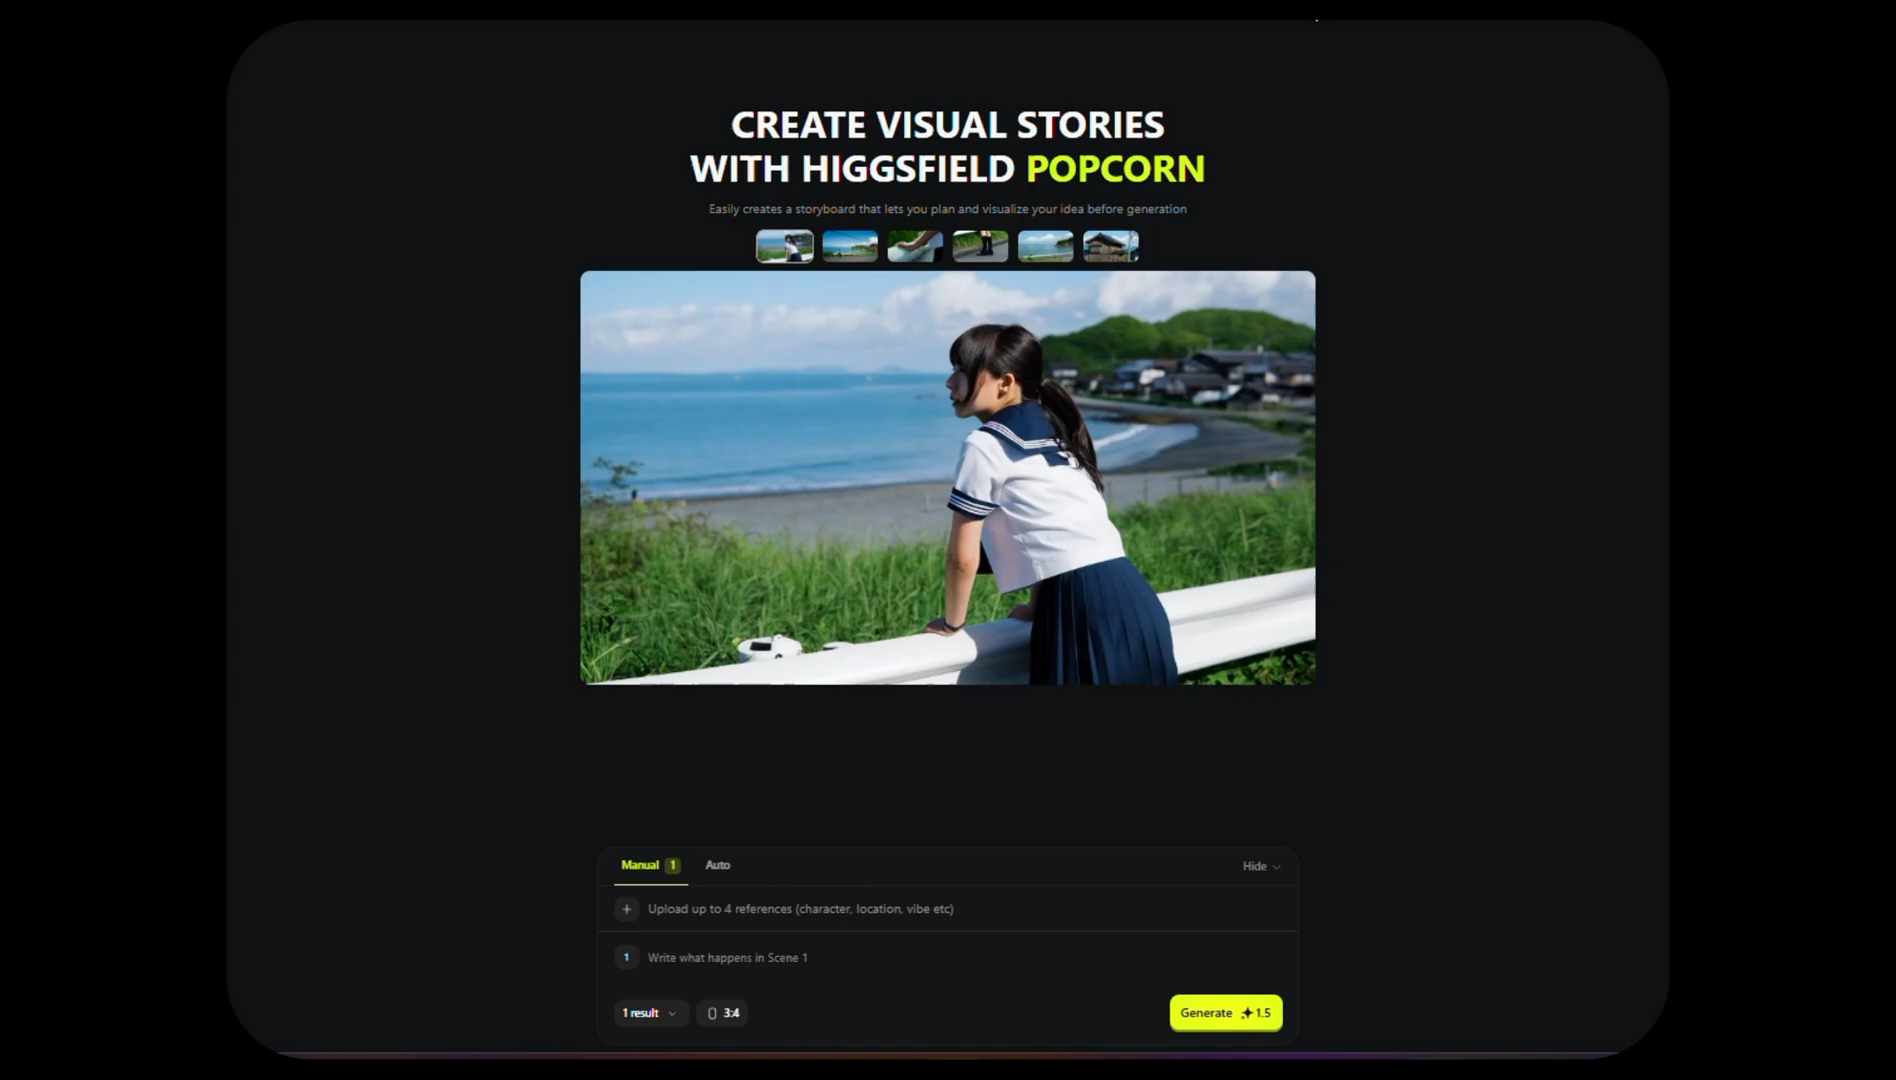 CREATE VISUAL STORIES
WITH HIGGSFIELD POPCORN
Easily creates a storyboard that lets you plan and visualize your idea before generation
Manual 1
Auto
Hide
Upload up to 4 references (character, location, vibe etc)
1
Write what happens in Scene 1
1 result
3:4
Generate 1.5